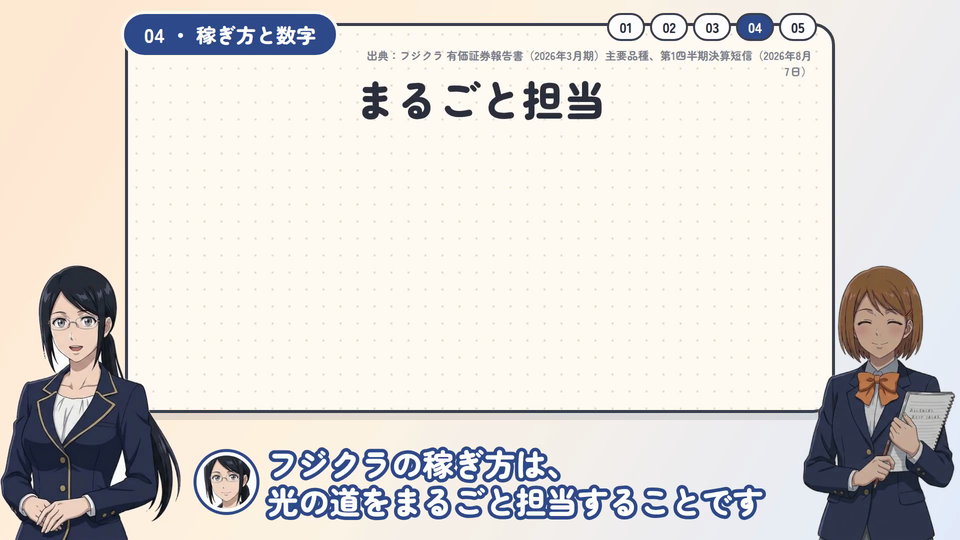 04 ・ 稼ぎ方と数字
01 02 03 04 05
出典：フジクラ 有価証券報告書（2026年3月期）主要品種、第1四半期決算短信（2026年8月
7日）
まるごと担当
フジクラの稼ぎ方は、
光の道をまるごと担当することです